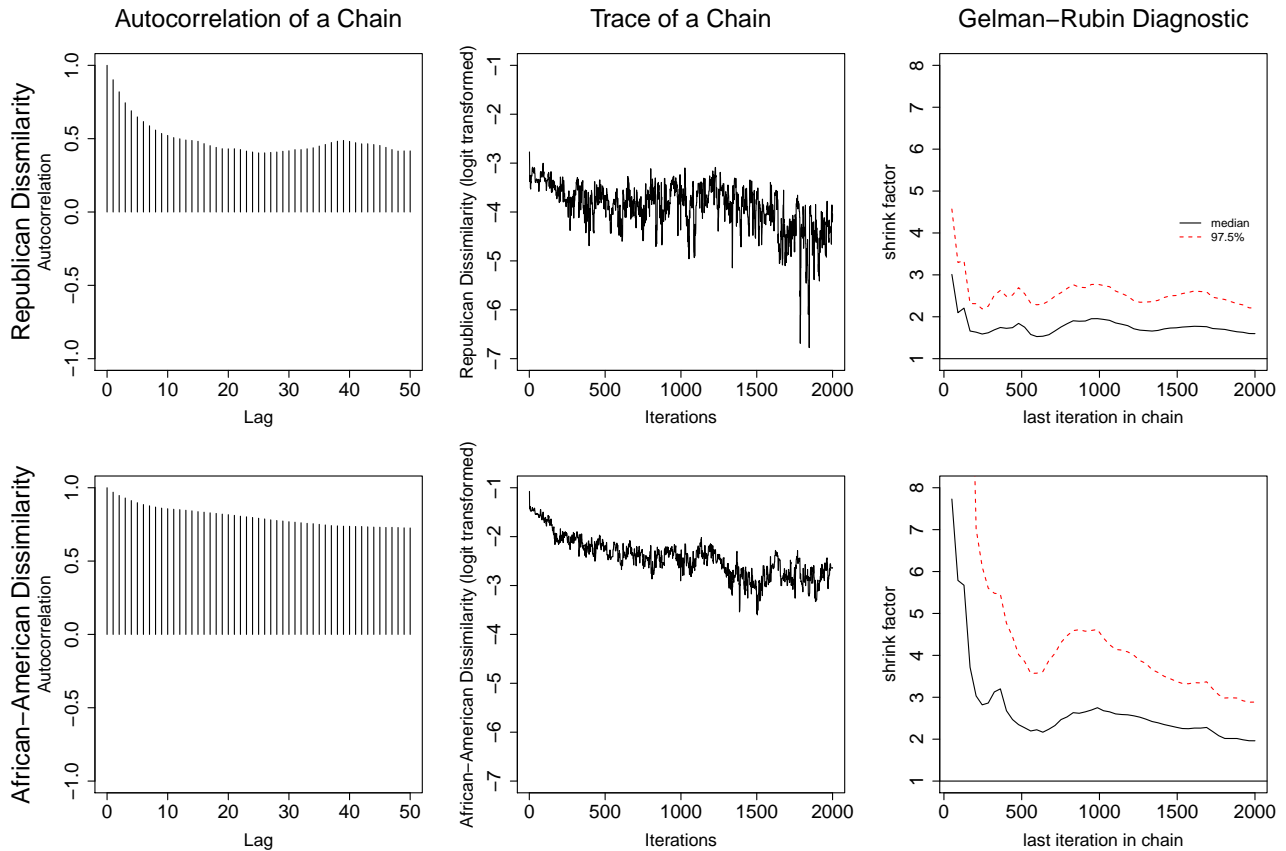 Autocorrelation of a Chain
Trace of a Chain
Gelman−Rubin Diagnostic
Republican Dissmilarity
Autocorrelation
1.0
0.5
0.0
−0.5
−1.0
0 10 20 30 40 50
Lag
Republican Dissimilarity (logit transformed)
−1
−2
−3
−4
−5
−6
−7
0 500 1000 1500 2000
Iterations
shrink factor
8
7
6
5
4
3
2
1
median
97.5%
0 500 1000 1500 2000
last iteration in chain
African−American Dissimilarity
Autocorrelation
1.0
0.5
0.0
−0.5
−1.0
0 10 20 30 40 50
Lag
African−American Dissimilarity (logit transformed)
−1
−2
−3
−4
−5
−6
−7
0 500 1000 1500 2000
Iterations
shrink factor
8
7
6
5
4
3
2
1
0 500 1000 1500 2000
last iteration in chain